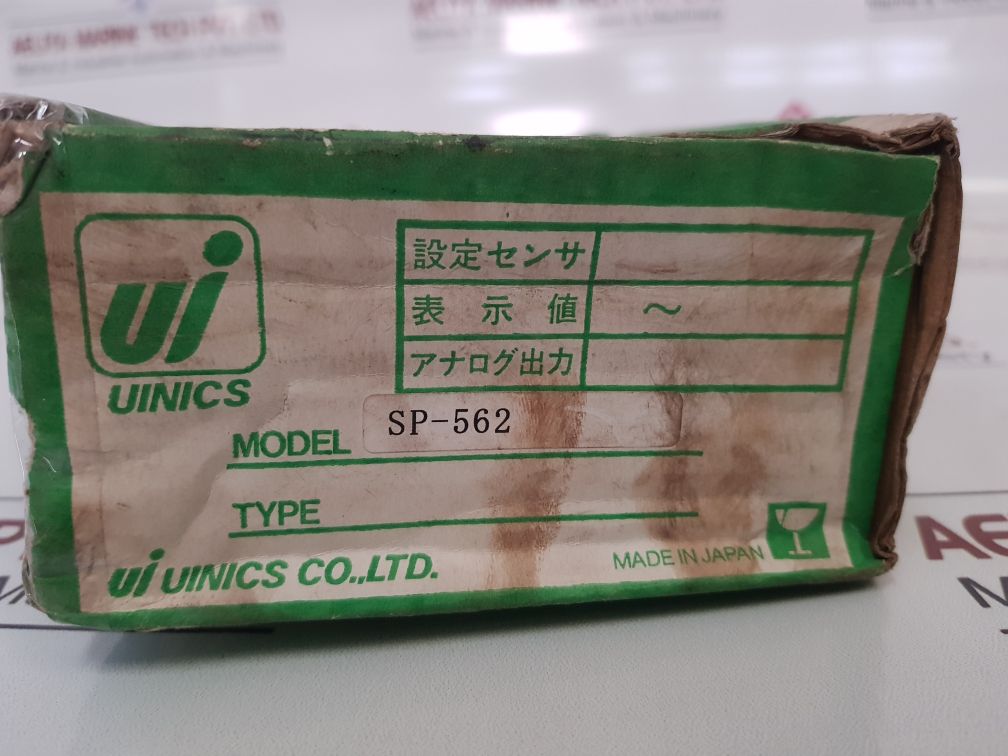 ui
UINICS
設定センサ
表示値 ～
アナログ出力
MODEL SP-562
TYPE
ui UINICS CO.,LTD.
MADE IN JAPAN